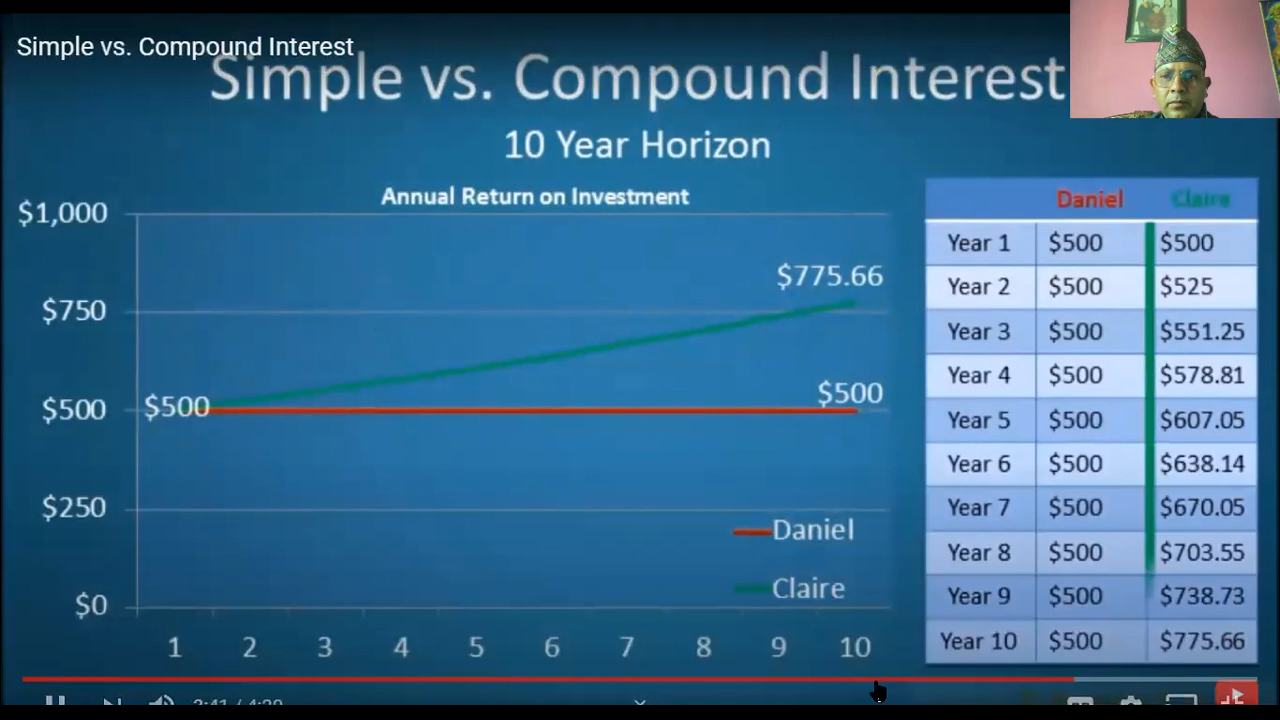 Simple vs. Compound Interest
Simple vs. Compound Interest
10 Year Horizon
Annual Return on Investment
$1,000
$750
$500
$250
$0
$775.66
$500
$500
Daniel
Claire
1 2 3 4 5 6 7 8 9 10
Daniel Claire
Year 1 $500 $500
Year 2 $500 $525
Year 3 $500 $551.25
Year 4 $500 $578.81
Year 5 $500 $607.05
Year 6 $500 $638.14
Year 7 $500 $670.05
Year 8 $500 $703.55
Year 9 $500 $738.73
Year 10 $500 $775.66